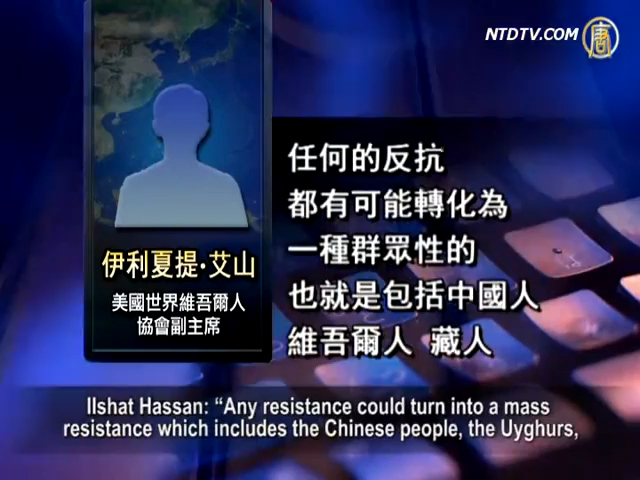 NTDTV.COM
唐
任何的反抗
都有可能轉化為
一種群眾性的
也就是包括中國人
維吾爾人 藏人
伊利夏提·艾山
美國世界維吾爾人
協會副主席
Ilshat Hassan: “Any resistance could turn into a mass
resistance which includes the Chinese people, the Uyghurs,